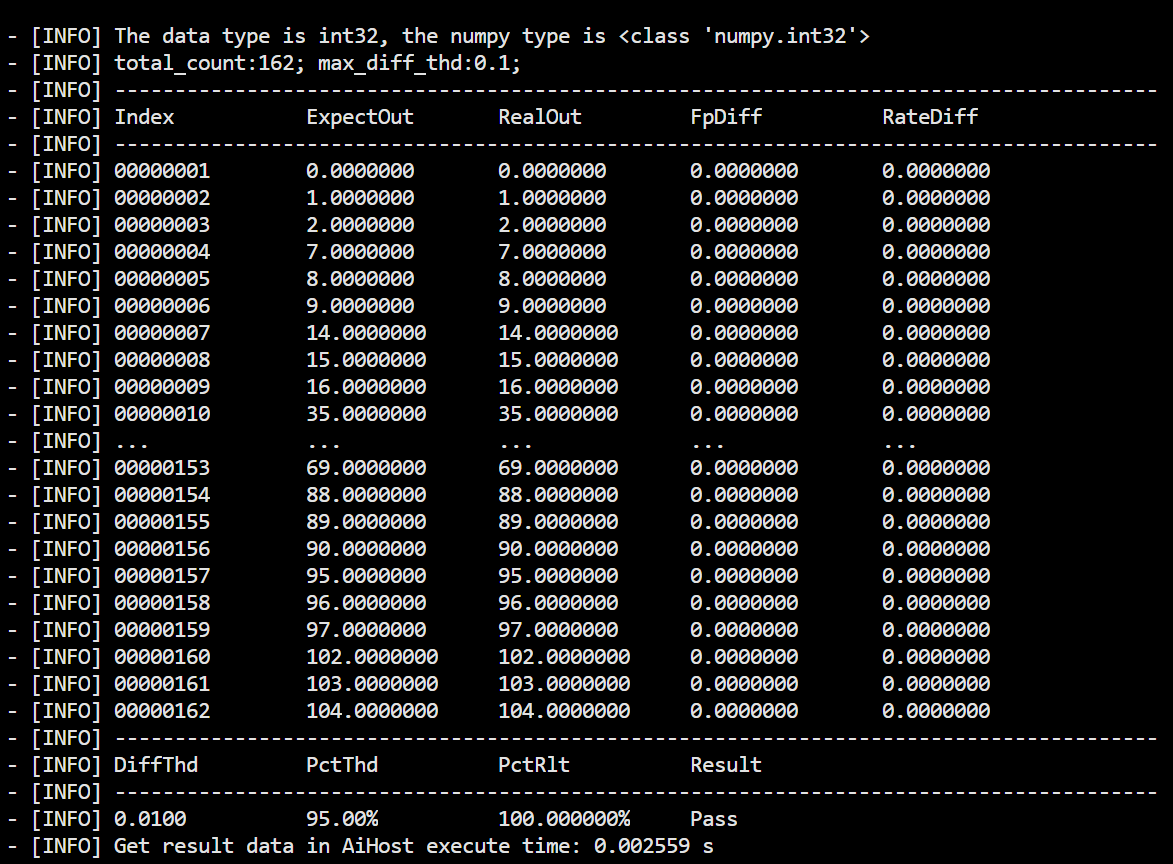 - [INFO] The data type is int32, the numpy type is <class 'numpy.int32'>
- [INFO] total_count:162; max_diff_thd:0.1;
- [INFO] ---------------------------------------------------------------------------------------
- [INFO] Index           ExpectOut       RealOut         FpDiff          RateDiff
- [INFO] ---------------------------------------------------------------------------------------
- [INFO] 00000001        0.0000000       0.0000000       0.0000000       0.0000000
- [INFO] 00000002        1.0000000       1.0000000       0.0000000       0.0000000
- [INFO] 00000003        2.0000000       2.0000000       0.0000000       0.0000000
- [INFO] 00000004        7.0000000       7.0000000       0.0000000       0.0000000
- [INFO] 00000005        8.0000000       8.0000000       0.0000000       0.0000000
- [INFO] 00000006        9.0000000       9.0000000       0.0000000       0.0000000
- [INFO] 00000007        14.0000000      14.0000000      0.0000000       0.0000000
- [INFO] 00000008        15.0000000      15.0000000      0.0000000       0.0000000
- [INFO] 00000009        16.0000000      16.0000000      0.0000000       0.0000000
- [INFO] 00000010        35.0000000      35.0000000      0.0000000       0.0000000
- [INFO] ...             ...             ...             ...             ...
- [INFO] 00000153        69.0000000      69.0000000      0.0000000       0.0000000
- [INFO] 00000154        88.0000000      88.0000000      0.0000000       0.0000000
- [INFO] 00000155        89.0000000      89.0000000      0.0000000       0.0000000
- [INFO] 00000156        90.0000000      90.0000000      0.0000000       0.0000000
- [INFO] 00000157        95.0000000      95.0000000      0.0000000       0.0000000
- [INFO] 00000158        96.0000000      96.0000000      0.0000000       0.0000000
- [INFO] 00000159        97.0000000      97.0000000      0.0000000       0.0000000
- [INFO] 00000160        102.0000000     102.0000000     0.0000000       0.0000000
- [INFO] 00000161        103.0000000     103.0000000     0.0000000       0.0000000
- [INFO] 00000162        104.0000000     104.0000000     0.0000000       0.0000000
- [INFO] ---------------------------------------------------------------------------------------
- [INFO] DiffThd         PctThd          PctRlt          Result
- [INFO] ---------------------------------------------------------------------------------------
- [INFO] 0.0100          95.00%          100.000000%     Pass
- [INFO] Get result data in AiHost execute time: 0.002559 s